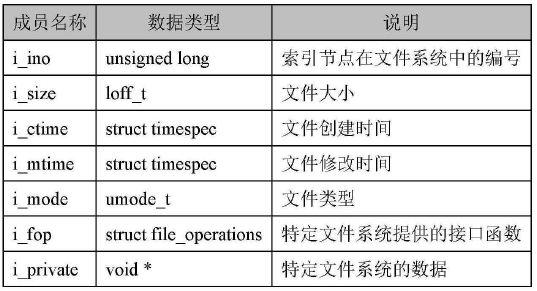 成员名称 数据类型 说明
i_ino unsigned long 索引节点在文件系统中的编号
i_size loff_t 文件大小
i_ctime struct timespec 文件创建时间
i_mtime struct timespec 文件修改时间
i_mode umode_t 文件类型
i_fop struct file_operations 特定文件系统提供的接口函数
i_private void * 特定文件系统的数据